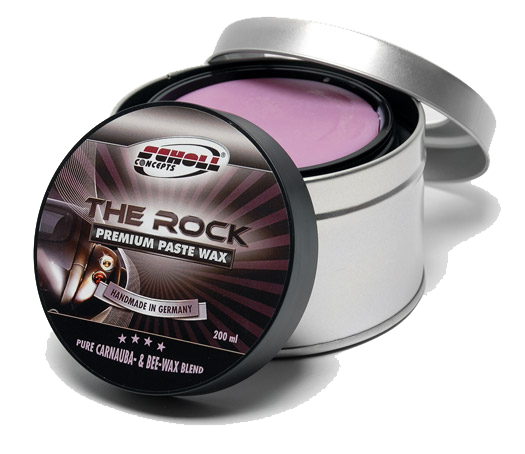 SCHOLL®
CONCEPTS
THE ROCK
PREMIUM PASTE WAX
HANDMADE IN GERMANY
200 ml
PURE CARNAUBA- & BEE-WAX BLEND